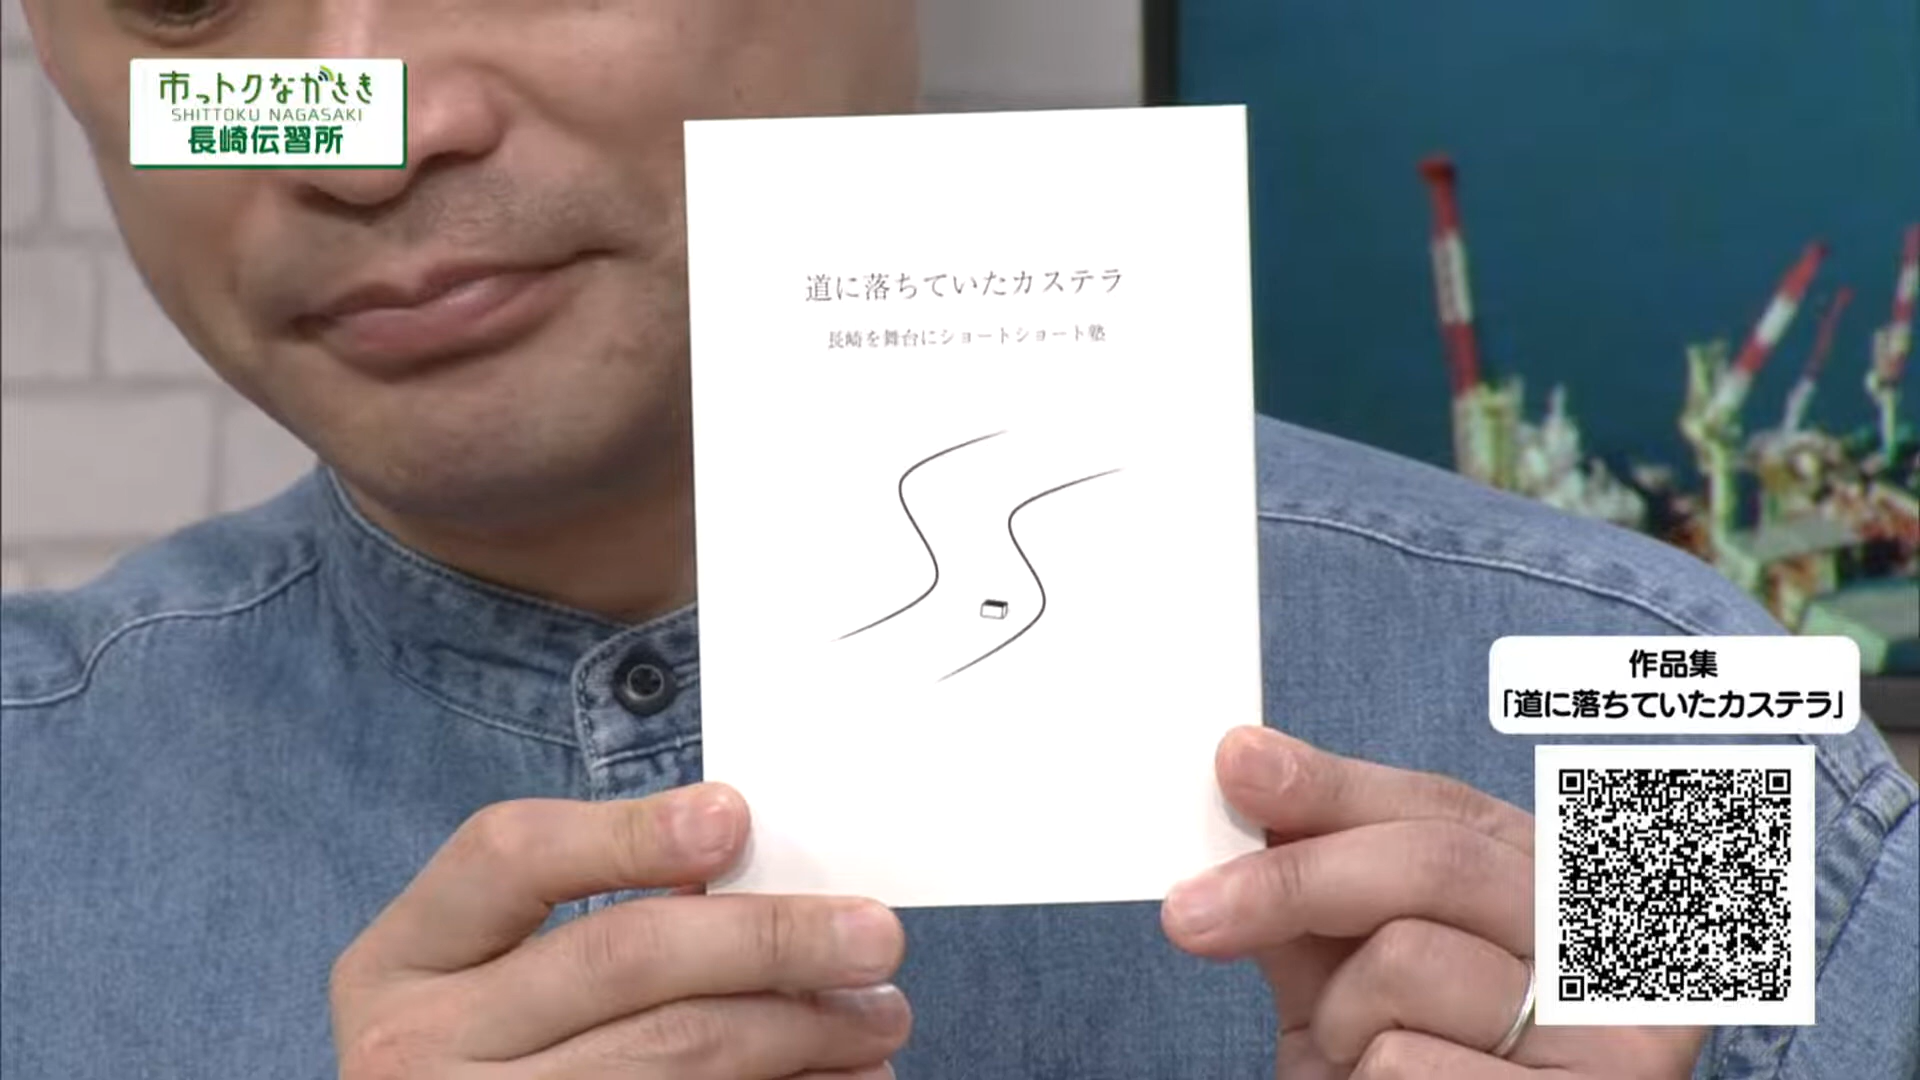 市っトクながさき
SHITTOKU NAGASAKI
長崎伝習所
道に落ちていたカステラ
長崎を舞台にショートショート塾
作品集
「道に落ちていたカステラ」